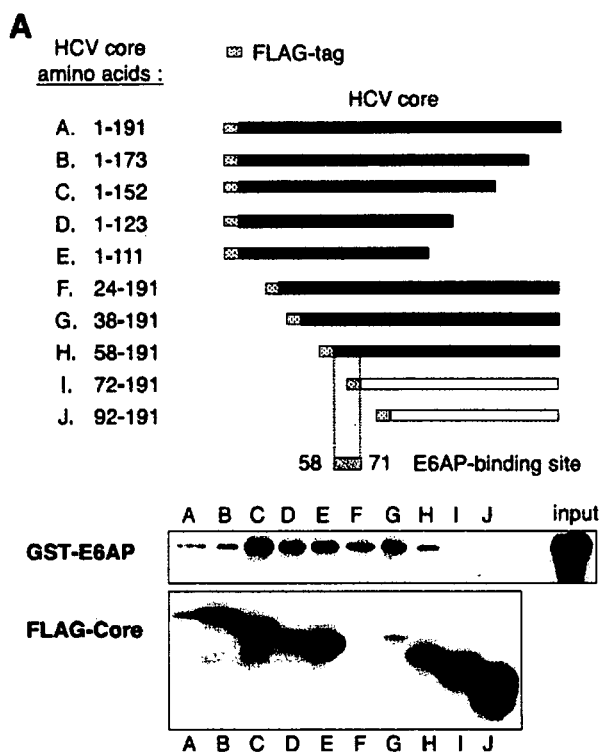 A
HCV core
amino acids :
FLAG-tag
HCV core
A. 1-191
B. 1-173
C. 1-152
D. 1-123
E. 1-111
F. 24-191
G. 38-191
H. 58-191
I. 72-191
J. 92-191
58 71 E6AP-binding site
A B C D E F G H I J input
GST-E6AP
FLAG-Core
A B C D E F G H I J